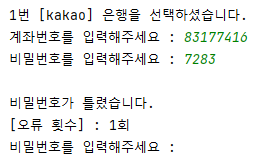 1번 [kakao] 은행을 선택하셨습니다.
계좌번호를 입력해주세요 : 83177416
비밀번호를 입력해주세요 : 7283
비밀번호가 틀렸습니다.
[오류 횟수] : 1회
비밀번호를 입력해주세요 :